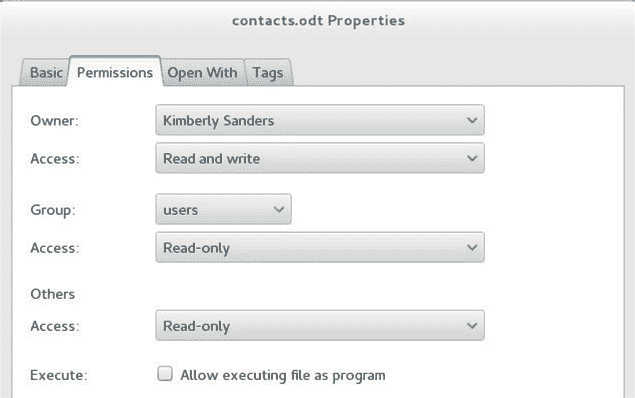 contacts.odt Properties
Basic Permissions Open With Tags
Owner: Kimberly Sanders
Access: Read and write
Group: users
Access: Read-only
Others
Access: Read-only
Execute: Allow executing file as program